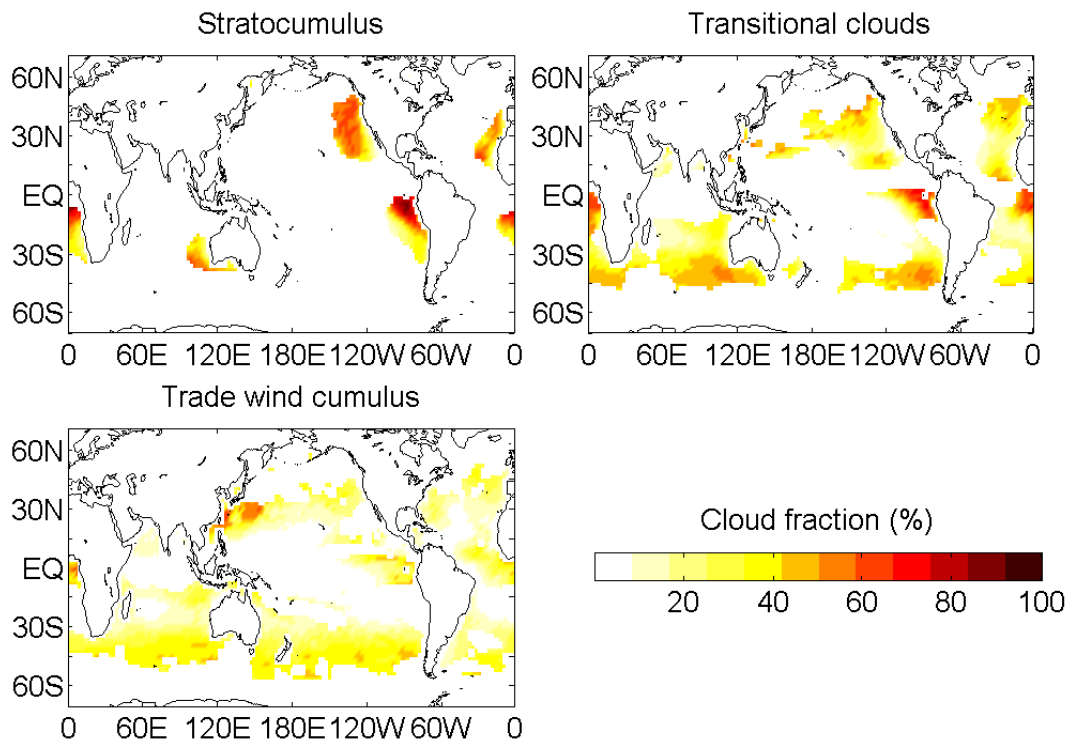 Stratocumulus
Transitional clouds
60N
30N
EQ
30S
60S
0 60E 120E 180E 120W 60W 0
60N
30N
EQ
30S
60S
0 60E 120E 180E 120W 60W 0
Trade wind cumulus
60N
30N
EQ
30S
60S
0 60E 120E 180E 120W 60W 0
Cloud fraction (%)
20 40 60 80 100